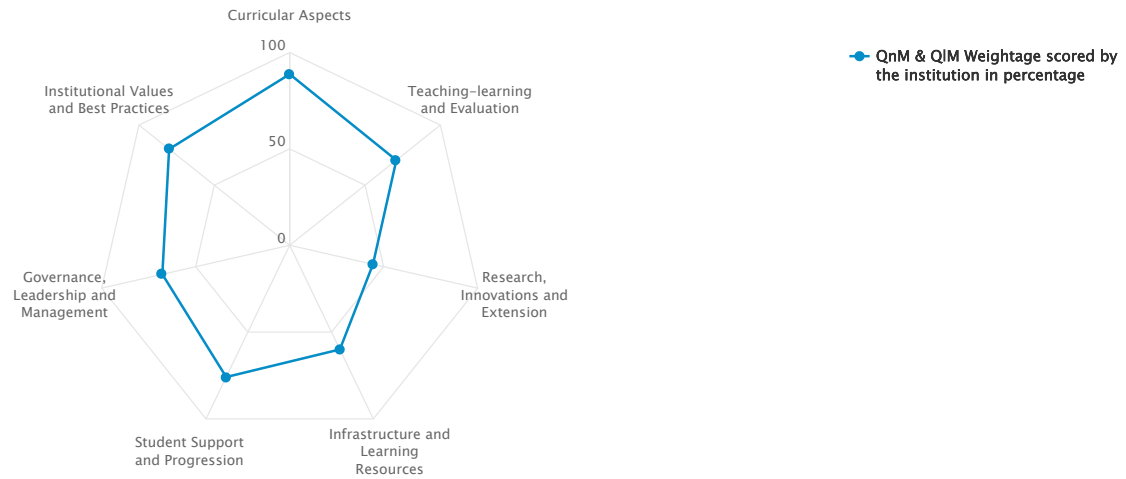 Curricular Aspects
100
QnM & QlM Weightage scored by
the institution in percentage
Institutional Values
and Best Practices
Teaching-learning
and Evaluation
50
0
Governance,
Leadership and
Management
Research,
Innovations and
Extension
Student Support
and Progression
Infrastructure and
Learning
Resources